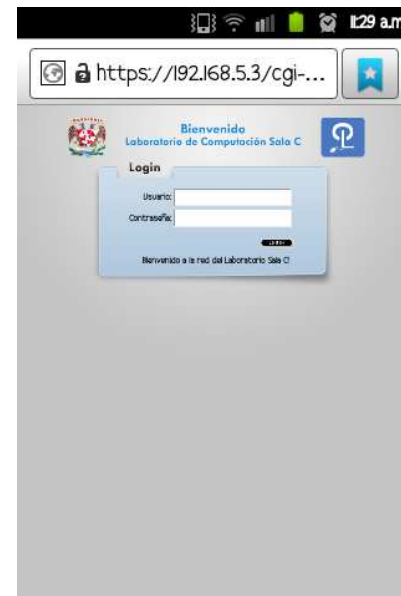 11:29 a.m
https://192.168.5.3/cgi-...
Bienvenido
Laboratorio de Computación Sala C
Login
Usuario:
Contraseña:
Bienvenido a la red del Laboratorio Sala C!